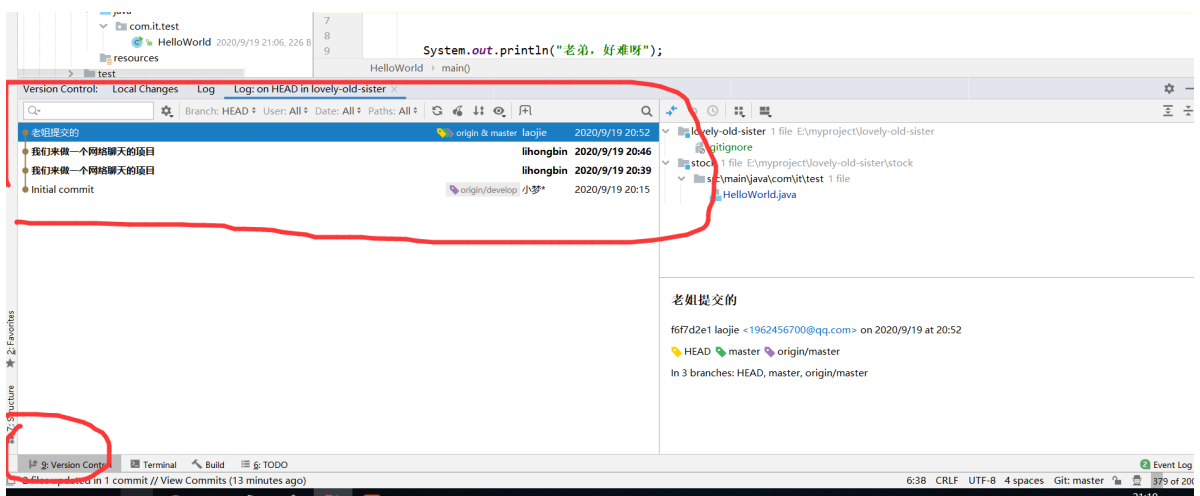 java
com.it.test
HelloWorld 2020/9/19 21:06, 226 B
resources
test
7
8
9
System.out.println("老弟，好难呀");
HelloWorld › main()
Version Control: Local Changes Log Log: on HEAD in lovely-old-sister ×
Branch: HEAD User: All Date: All Paths: All
老姐提交的 origin & master laojie 2020/9/19 20:52
我们来做一个网络聊天的项目 lihongbin 2020/9/19 20:46
我们来做一个网络聊天的项目 lihongbin 2020/9/19 20:39
Initial commit origin/develop 小梦* 2020/9/19 20:15
lovely-old-sister 1 file E:\myproject\lovely-old-sister
gitignore
stock 1 file E:\myproject\lovely-old-sister\stock
src\main\java\com\it\test 1 file
HelloWorld.java
老姐提交的
f6f7d2e1 laojie <1962456700@qq.com> on 2020/9/19 at 20:52
HEAD master origin/master
In 3 branches: HEAD, master, origin/master
2: Favorites
7: Structure
9: Version Control Terminal Build 6: TODO
2 Event Log
2 files updated in 1 commit // View Commits (13 minutes ago)
6:38 CRLF UTF-8 4 spaces Git: master 379 of 200